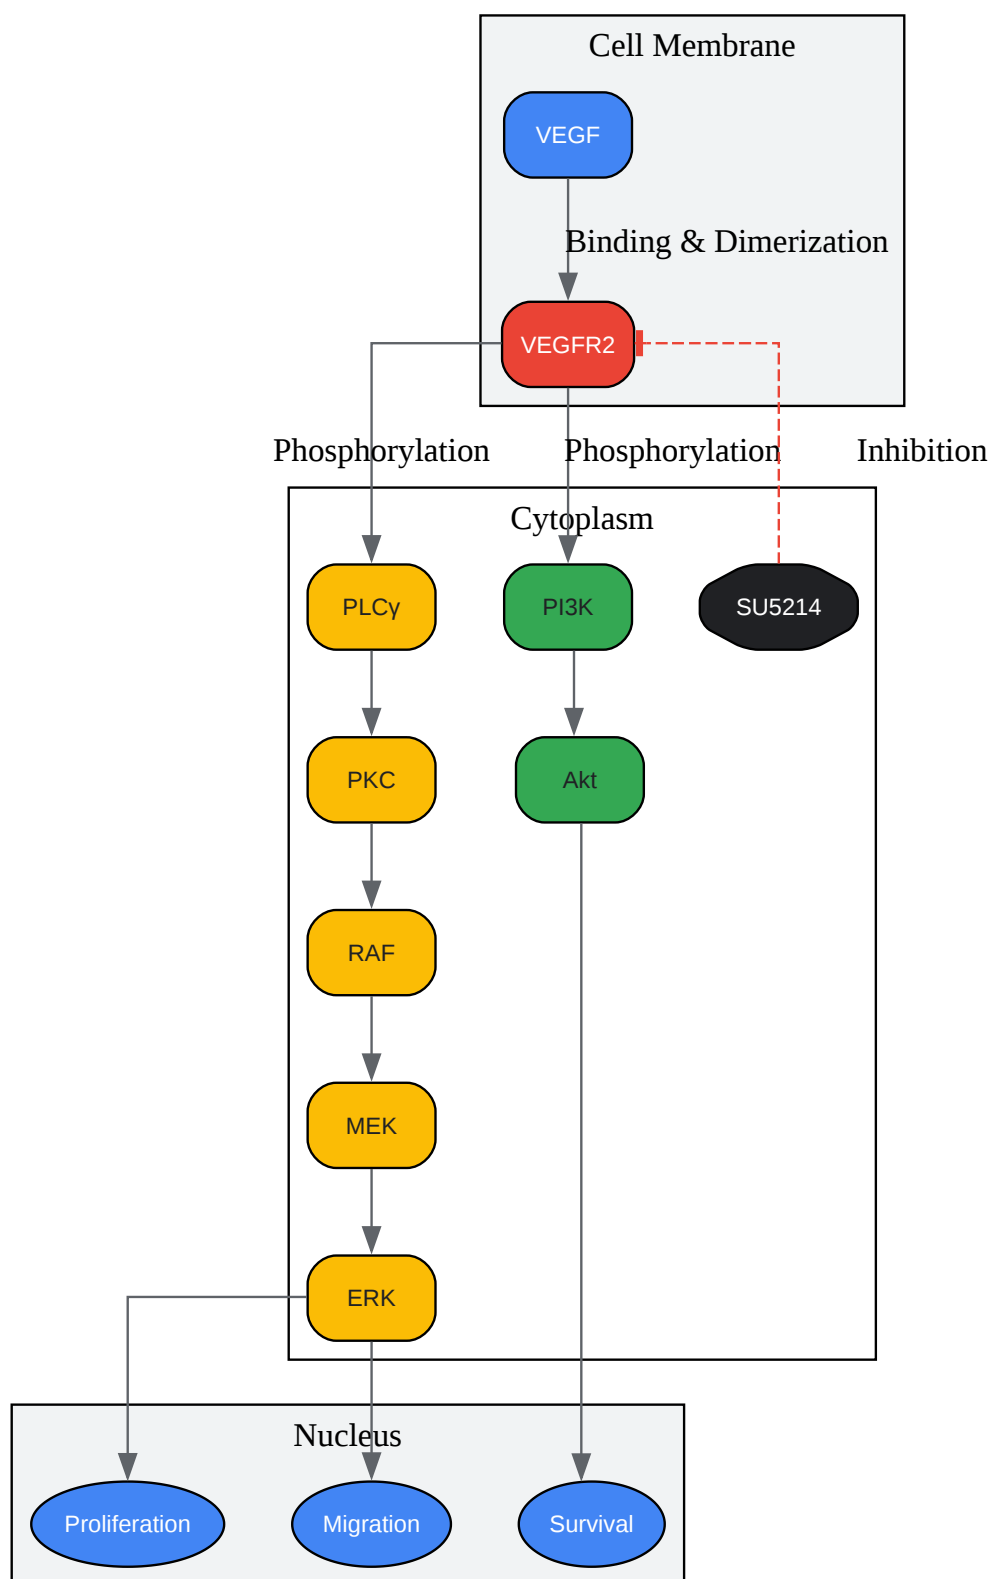 Cell Membrane
VEGF
Binding & Dimerization
VEGFR2
Phosphorylation
Phosphorylation
Inhibition
Cytoplasm
PLCγ
PI3K
SU5214
PKC
Akt
RAF
MEK
ERK
Nucleus
Proliferation
Migration
Survival